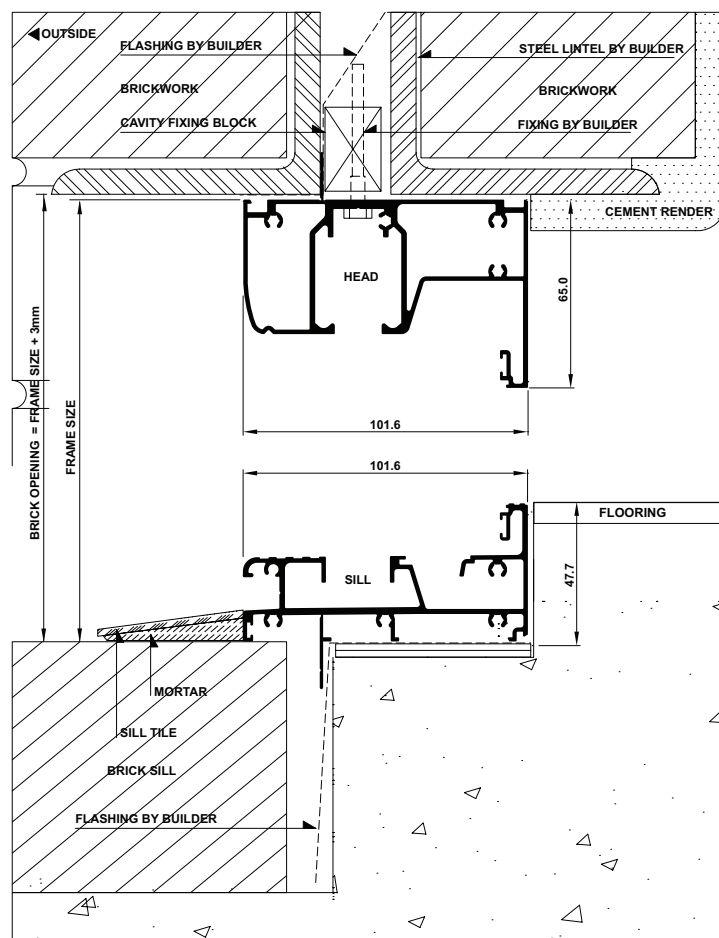 OUTSIDE
FLASHING BY BUILDER
STEEL LINTEL BY BUILDER
BRICKWORK
BRICKWORK
CAVITY FIXING BLOCK
FIXING BY BUILDER
CEMENT RENDER
HEAD
65.0
BRICK OPENING = FRAME SIZE + 3mm
FRAME SIZE
101.6
101.6
FLOORING
SILL
47.7
MORTAR
SILL TILE
BRICK SILL
FLASHING BY BUILDER